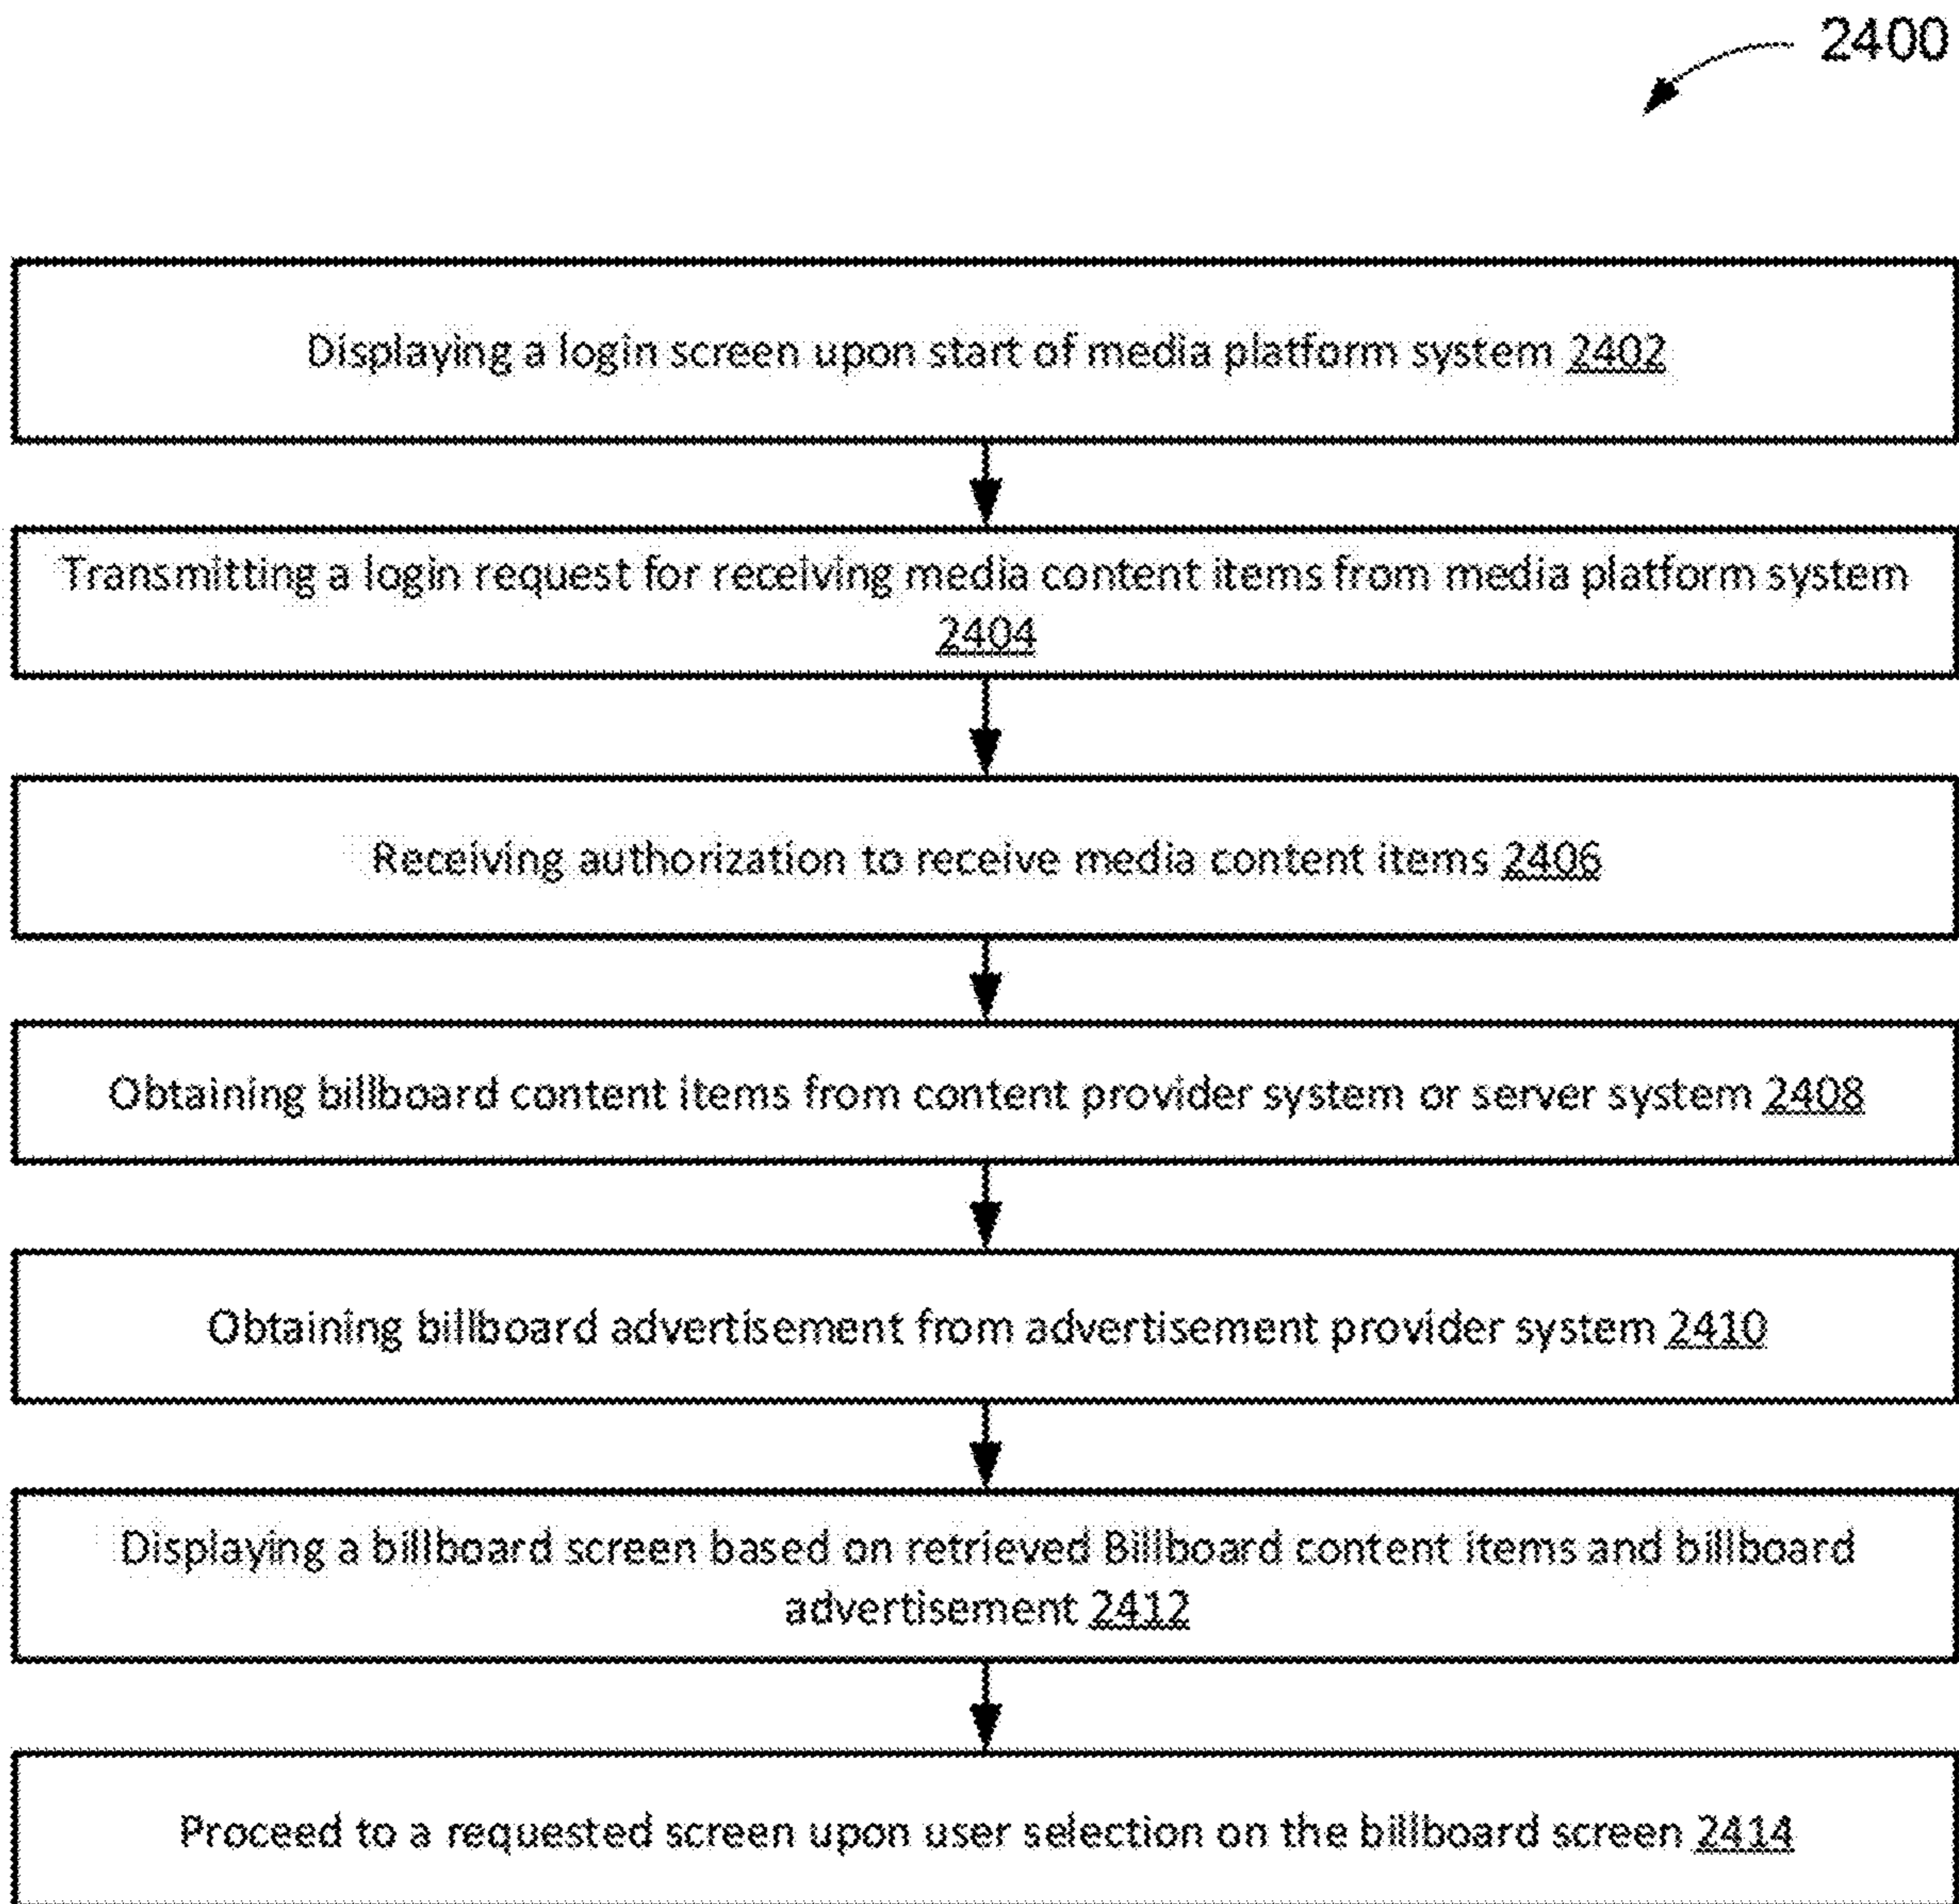 2400
Displaying a login screen upon start of media platform system 2402
Transmitting a login request for receiving media content items from media platform system
2404
Receiving authorization to receive media content items 2406
Obtaining billboard content items from content provider system or server system 2408
Obtaining billboard advertisement from advertisement provider system 2410
Displaying a billboard screen based on retrieved Billboard content items and billboard
advertisement 2412
Proceed to a requested screen upon user selection on the billboard screen 2414